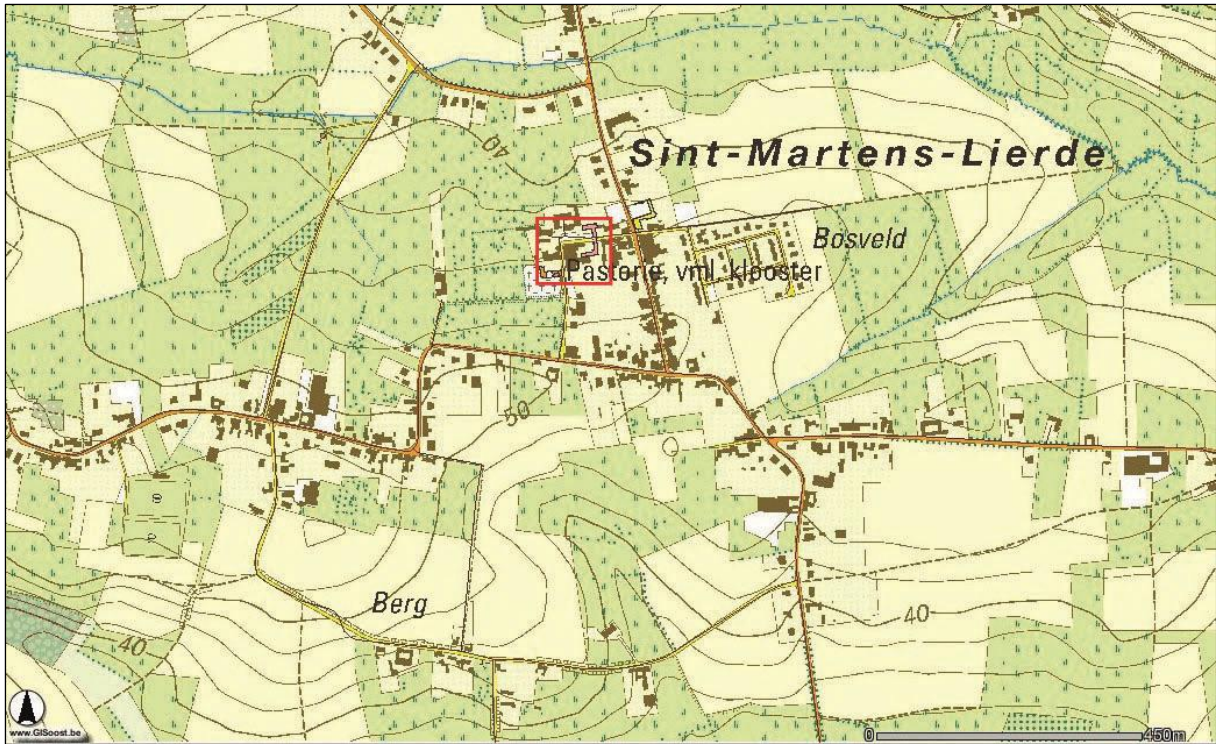 40
Sint-Martens-Lierde
Bosveld
Pastorie, vml. klooster
50
Berg
40
40
www.GISoost.be
0 450m